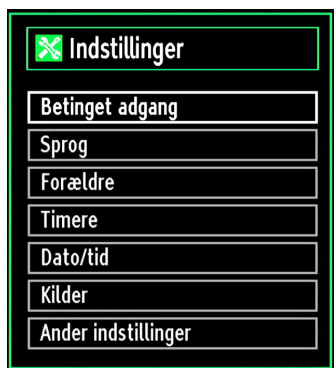 Indstillinger
Betinget adgang
Sprog
Forældre
Timere
Dato/tid
Kilder
Ander indstillinger